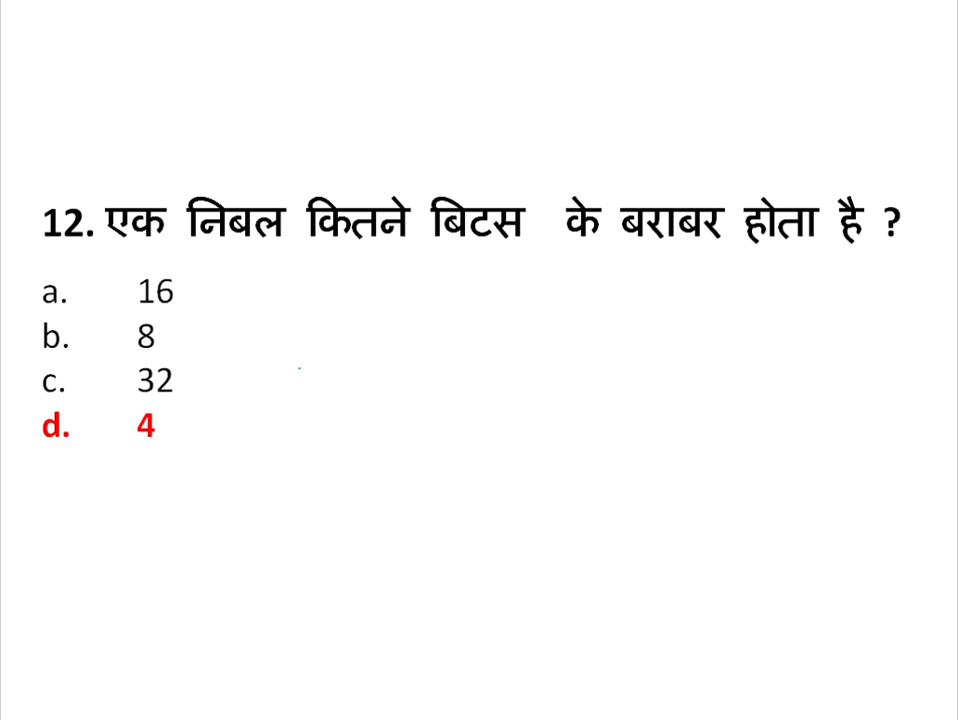 12. एक निबल कितने बिटस के बराबर होता है ?
a. 16
b. 8
c. 32
d. 4